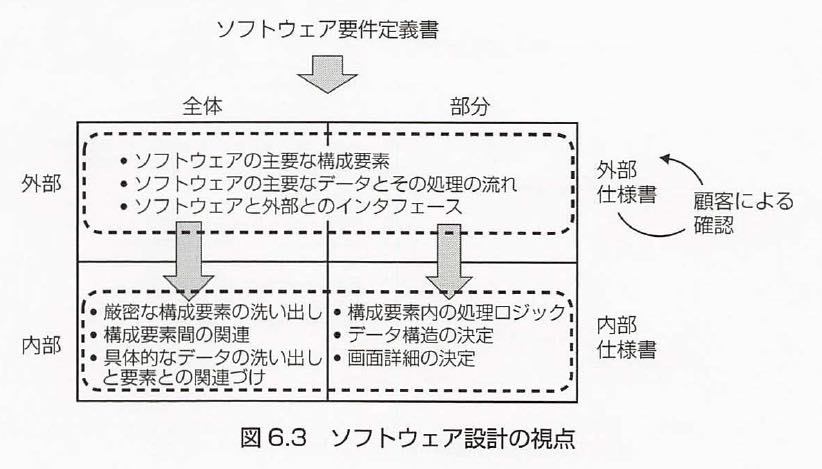 ソフトウェア要件定義書
全体
部分
外部
• ソフトウェアの主要な構成要素
• ソフトウェアの主要なデータとその処理の流れ
• ソフトウェアと外部とのインタフェース
外部
仕様書
顧客による
確認
内部
• 厳密な構成要素の洗い出し
• 構成要素間の関連
• 具体的なデータの洗い出し
と要素との関連づけ
• 構成要素内の処理ロジック
• データ構造の決定
• 画面詳細の決定
内部
仕様書
図 6.3 ソフトウェア設計の視点